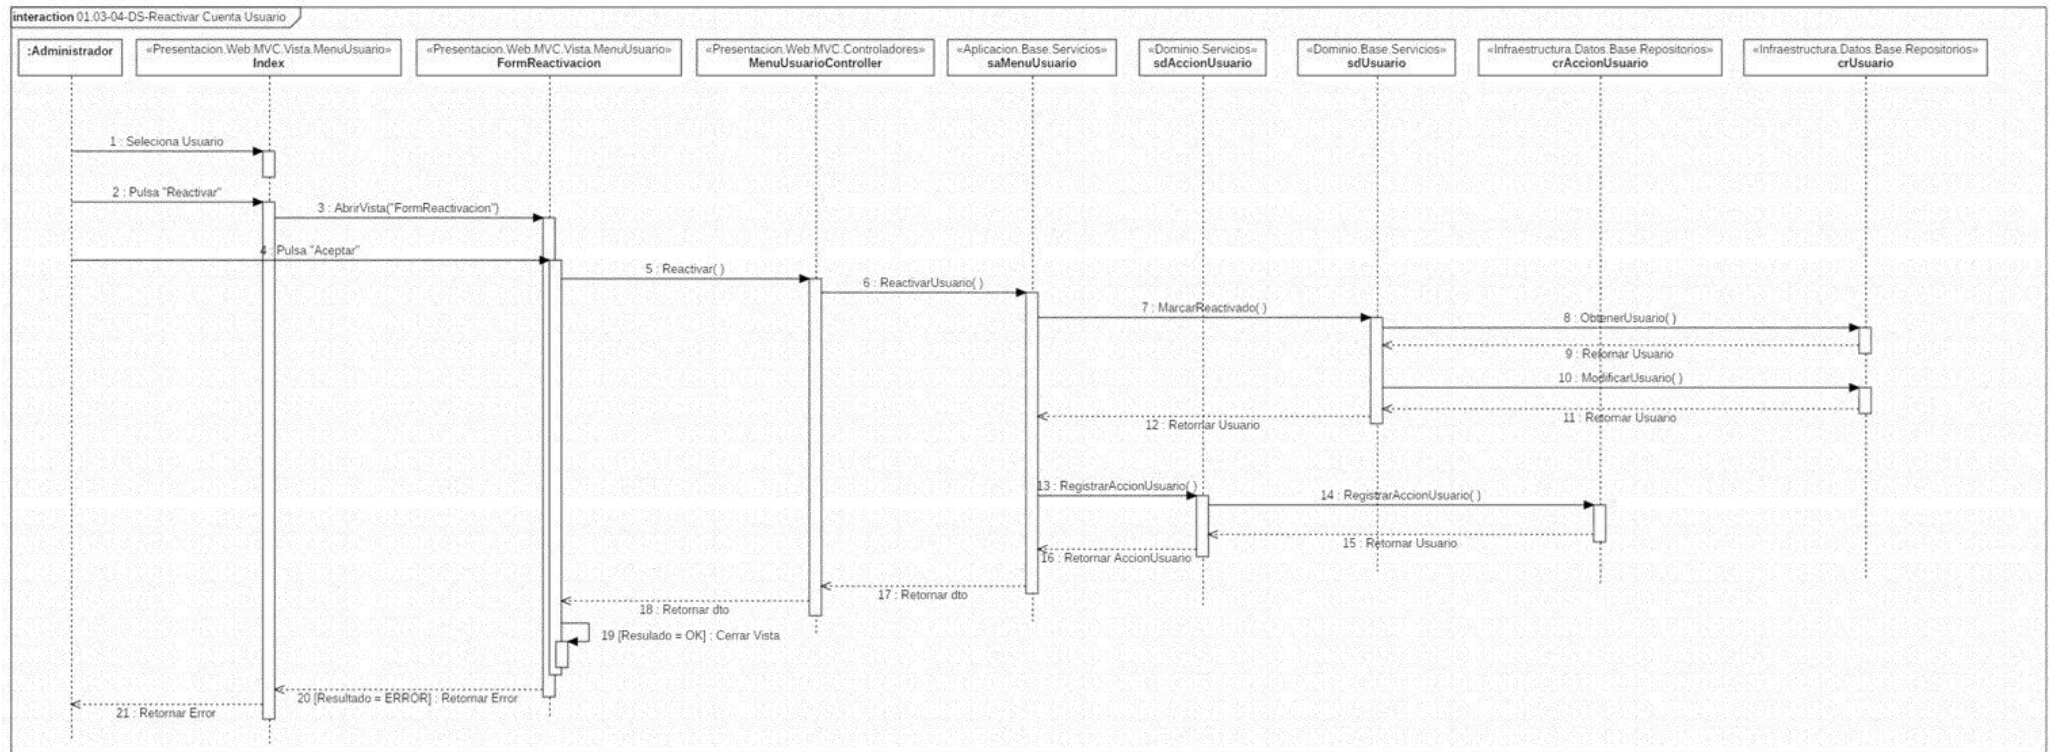 interaction 01.03-04-DS-Reactivar Cuenta Usuario
:Administrador
«Presentacion.Web.MVC.Vista.MenuUsuario»
Index
«Presentacion.Web.MVC.Vista.MenuUsuario»
FormReactivacion
«Presentacion.Web.MVC.Controladores»
MenuUsuarioController
«Aplicacion.Base.Servicios»
saMenuUsuario
«Dominio.Servicios»
sdAccionUsuario
«Dominio.Base.Servicios»
sdUsuario
«Infraestructura.Datos.Base.Repositorios»
crAccionUsuario
«Infraestructura.Datos.Base.Repositorios»
crUsuario
1 : Seleciona Usuario
2 : Pulsa "Reactivar"
3 : AbrirVista("FormReactivacion")
4 : Pulsa "Aceptar"
5 : Reactivar( )
6 : ReactivarUsuario( )
7 : MarcarReactivado( )
8 : ObtenerUsuario( )
9 : Retornar Usuario
10 : ModificarUsuario( )
11 : Retornar Usuario
12 : Retornar Usuario
13 : RegistrarAccionUsuario( )
14 : RegistrarAccionUsuario( )
15 : Retornar Usuario
16 : Retornar AccionUsuario
17 : Retornar dto
18 : Retornar dto
19 [Resulado = OK] : Cerrar Vista
20 [Resultado = ERROR] : Retornar Error
21 : Retornar Error